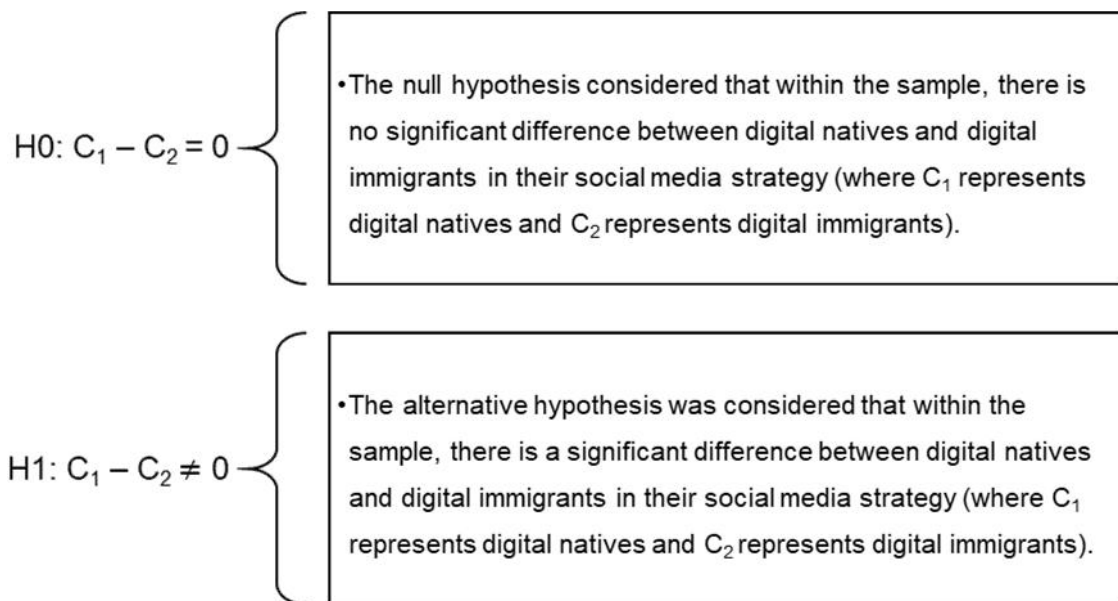 H0: C₁ – C₂ = 0
•The null hypothesis considered that within the sample, there is
no significant difference between digital natives and digital
immigrants in their social media strategy (where C₁ represents
digital natives and C₂ represents digital immigrants).
H1: C₁ – C₂ ≠ 0
•The alternative hypothesis was considered that within the
sample, there is a significant difference between digital natives
and digital immigrants in their social media strategy (where C₁
represents digital natives and C₂ represents digital immigrants).